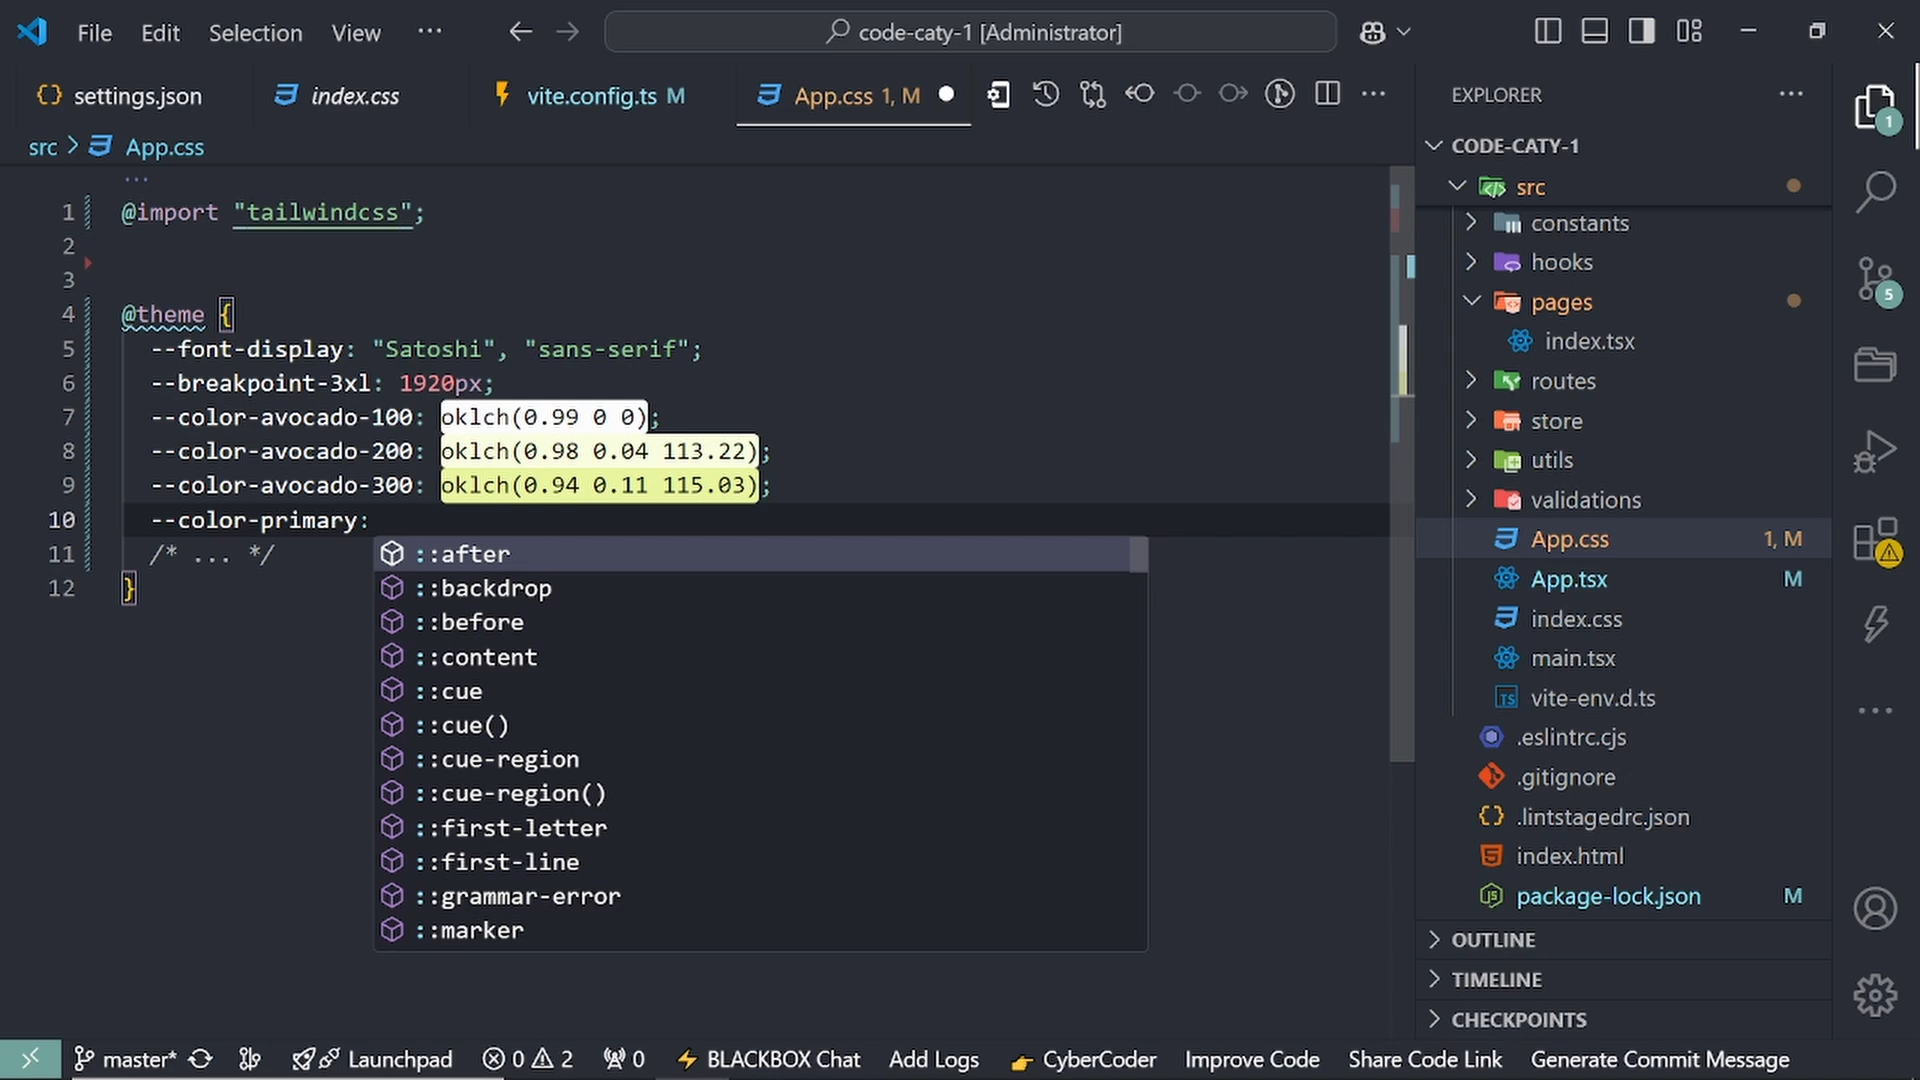 File Edit Selection View ··· code-caty-1 [Administrator]
settings.json index.css vite.config.ts M App.css 1, M
src > App.css
...
1 @import "tailwindcss";
2
3
4 @theme {
5 --font-display: "Satoshi", "sans-serif";
6 --breakpoint-3xl: 1920px;
7 --color-avocado-100: oklch(0.99 0 0);
8 --color-avocado-200: oklch(0.98 0.04 113.22);
9 --color-avocado-300: oklch(0.94 0.11 115.03);
10 --color-primary:
11 /* ... */
12 }
::after
::backdrop
::before
::content
::cue
::cue()
::cue-region
::cue-region()
::first-letter
::first-line
::grammar-error
::marker
EXPLORER ···
CODE-CATY-1
src
constants
hooks
pages
index.tsx
routes
store
utils
validations
App.css 1, M
App.tsx M
index.css
main.tsx
TS vite-env.d.ts
.eslintrc.cjs
.gitignore
.lintstagedrc.json
index.html
package-lock.json M
OUTLINE
TIMELINE
CHECKPOINTS
1
5
master* Launchpad 0 2 0 BLACKBOX Chat Add Logs CyberCoder Improve Code Share Code Link Generate Commit Message